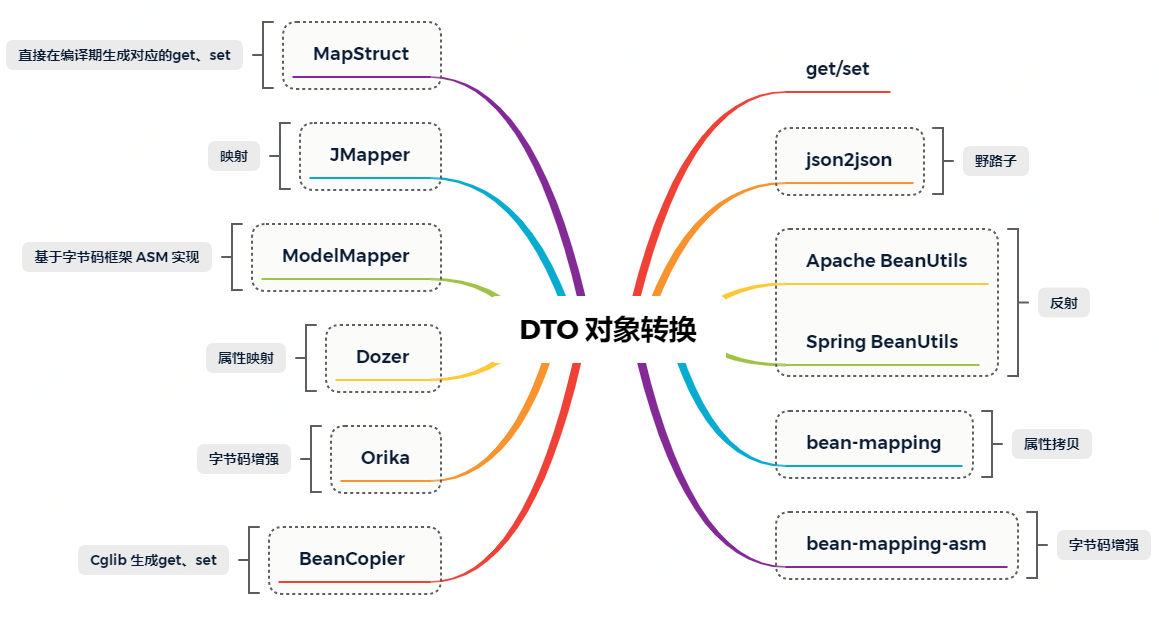 DTO 对象转换
get/set
json2json
野路子
Apache BeanUtils
Spring BeanUtils
反射
bean-mapping
属性拷贝
bean-mapping-asm
字节码增强
MapStruct
直接在编译期生成对应的get、set
JMapper
映射
ModelMapper
基于字节码框架 ASM 实现
Dozer
属性映射
Orika
字节码增强
BeanCopier
Cglib 生成get、set